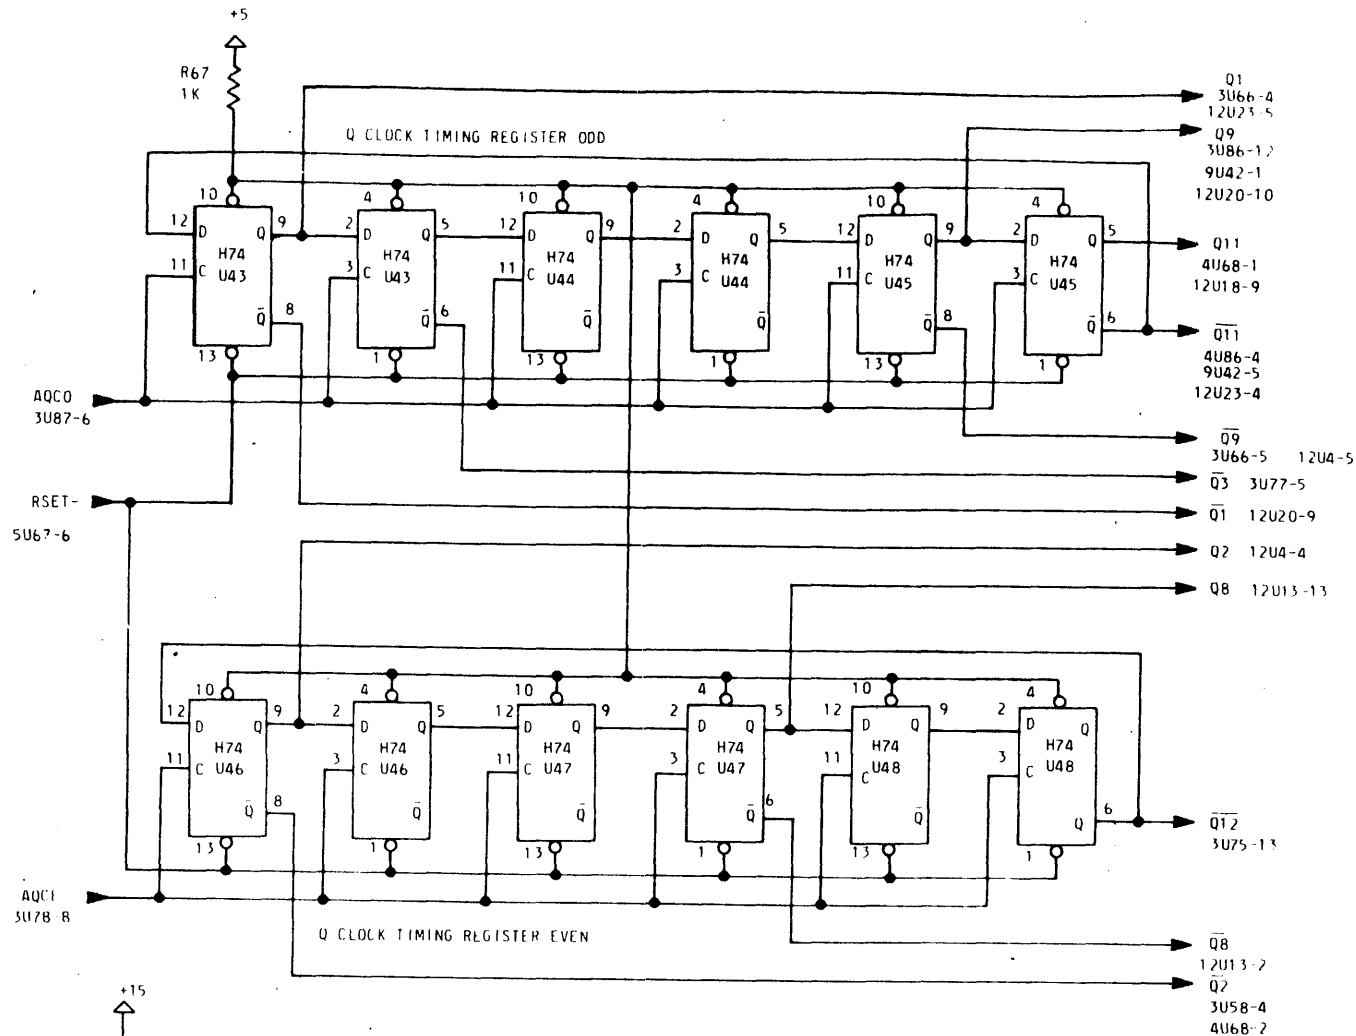 +5
R67
1K
Q CLOCK TIMING REGISTER ODD
Q1
3U66-4
12U23-5
Q9
3U86-12
9U42-1
12U20-10
10 4 10 4 10 4
12 D Q 9 2 D Q 5 12 D Q 9 2 D Q 5 12 D Q 9 2 D Q 5
H74 H74 H74 H74 H74 H74
11 C U43 3 C U43 11 C U44 3 C U44 11 C U45 3 C U45
Q̅ 8 Q̅ 6 Q̅ Q̅ Q̅ 8 Q̅ 6
13 1 13 1 13 1
Q11
4U68-1
12U18-9
Q̅1̅1̅
4U86-4
9U42-5
12U23-4
AQCO
3U87-6
Q̅9̅
3U66-5 12U4-5
Q̅3 3U77-5
RSET-
5U67-6
Q̅1 12U20-9
Q2 12U4-4
Q8 12U13-13
10 4 10 4 10 4
12 D Q 9 2 D Q 5 12 D Q 9 2 D Q 5 12 D Q 9 2 D Q
H74 H74 H74 H74 H74 H74
11 C U46 3 C U46 11 C U47 3 C U47 11 C U48 3 C U48
Q̅ 8 Q̅ Q̅ Q̅ 6 Q̅ Q 6
13 1 13 1 13 1
Q̅1̅2̅
3U75-13
3U78-8
Q CLOCK TIMING REGISTER EVEN
Q̅8
12U13-2
Q̅2
3U58-4
4U68-2
+15